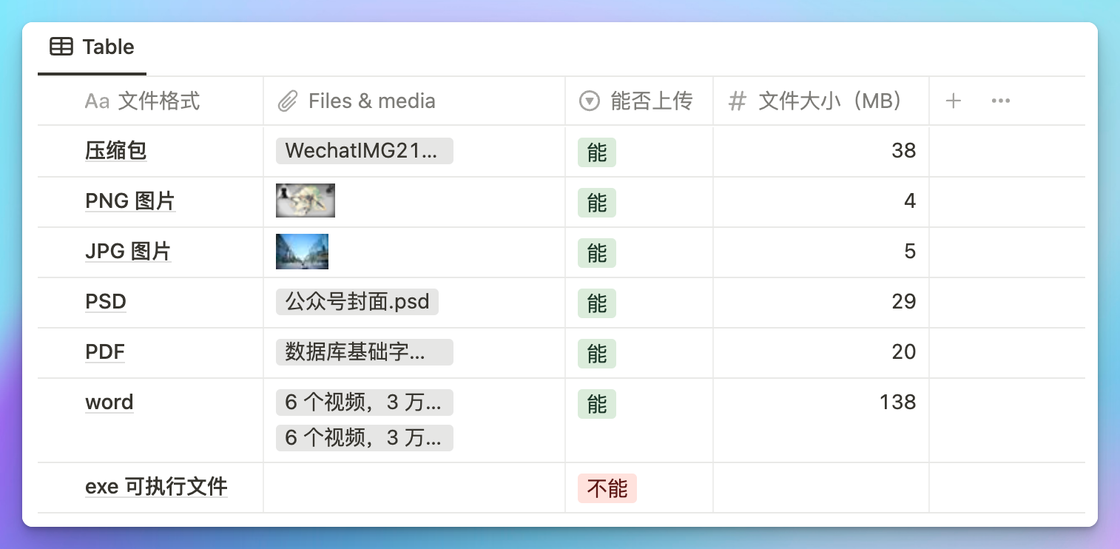 Table
Aa 文件格式 Files & media 能否上传 # 文件大小（MB）
压缩包 WechatIMG21... 能 38
PNG 图片 能 4
JPG 图片 能 5
PSD 公众号封面.psd 能 29
PDF 数据库基础字... 能 20
word 6 个视频，3 万... 能 138
6 个视频，3 万...
exe 可执行文件 不能